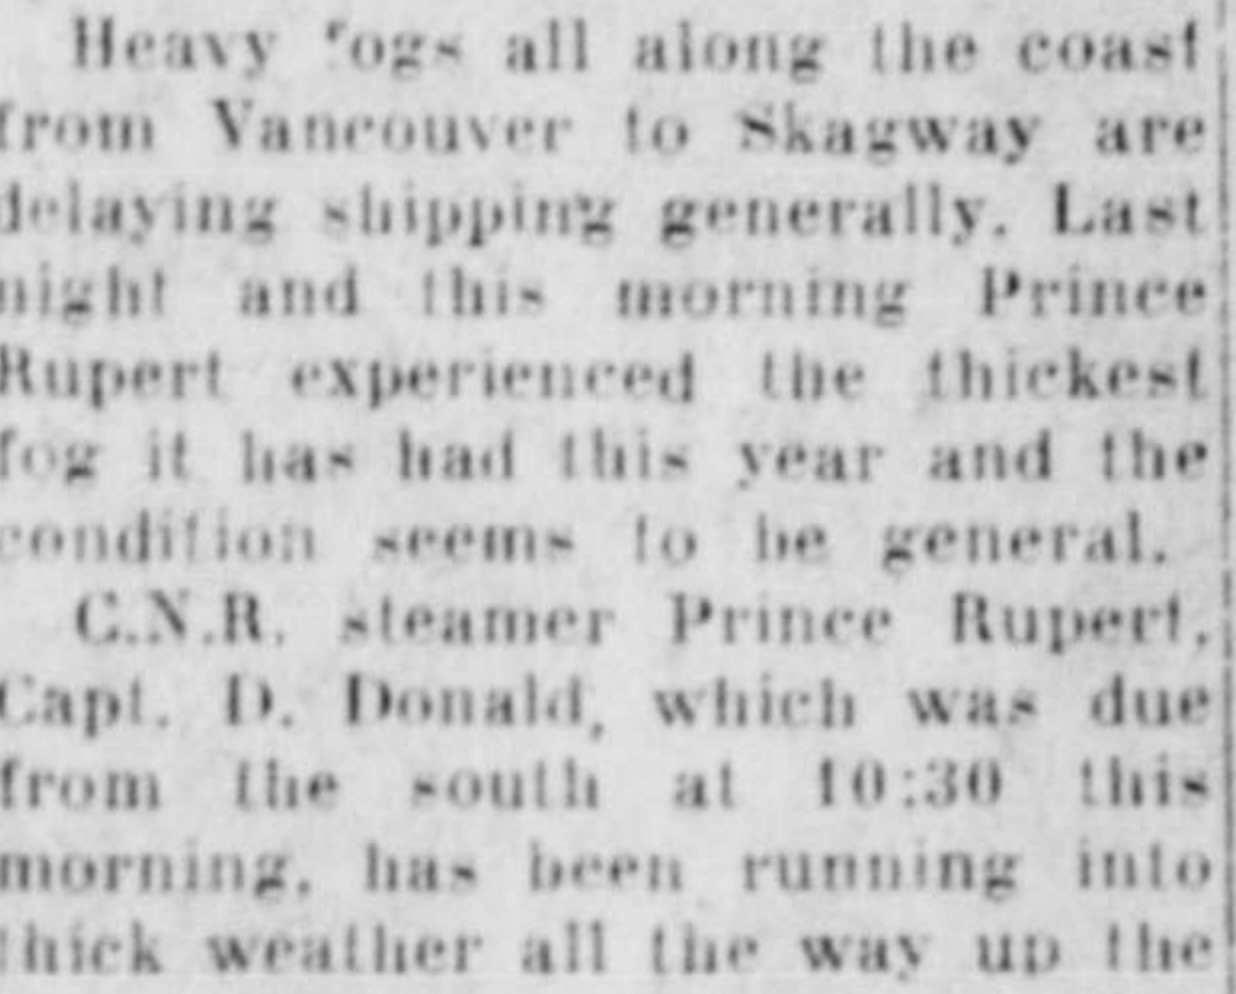 Heavy fogs all along the coast
from Vancouver to Skagway are
delaying shipping generally. Last
night and this morning Prince
Rupert experienced the thickest
fog it has had this year and the
condition seems to be general.
C.N.R. steamer Prince Rupert,
Capt. D. Donald, which was due
from the south at 10:30 this
morning, has been running into
thick weather all the way up the